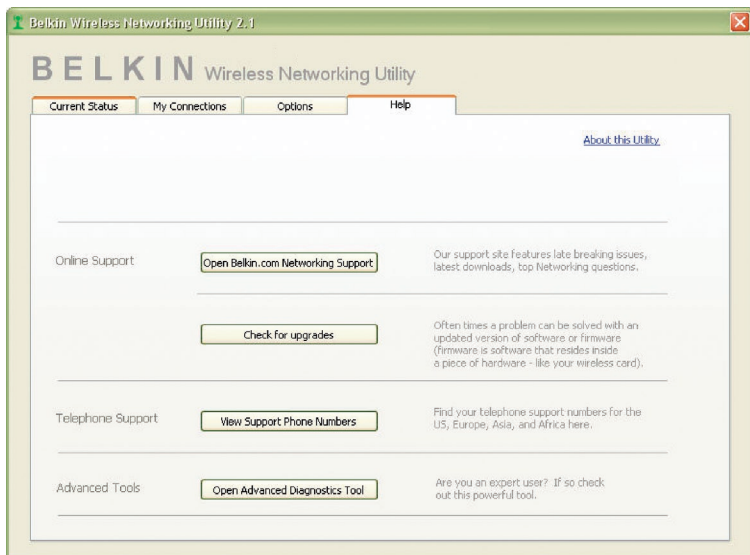 Belkin Wireless Networking Utility 2.1
BELKIN Wireless Networking Utility
Current Status
My Connections
Options
Help
About this Utility
Online Support
Open Belkin.com Networking Support
Our support site features late breaking issues,
latest downloads, top Networking questions.
Check for upgrades
Often times a problem can be solved with an
updated version of software or firmware
(firmware is software that resides inside
a piece of hardware - like your wireless card).
Telephone Support
View Support Phone Numbers
Find your telephone support numbers for the
US, Europe, Asia, and Africa here.
Advanced Tools
Open Advanced Diagnostics Tool
Are you an expert user? If so check
out this powerful tool.